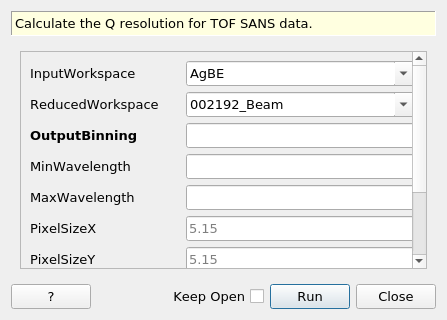 Calculate the Q resolution for TOF SANS data.
InputWorkspace AgBE
ReducedWorkspace 002192_Beam
OutputBinning
MinWavelength
MaxWavelength
PixelSizeX 5.15
PixelSizeY 5.15
? Keep Open Run Close